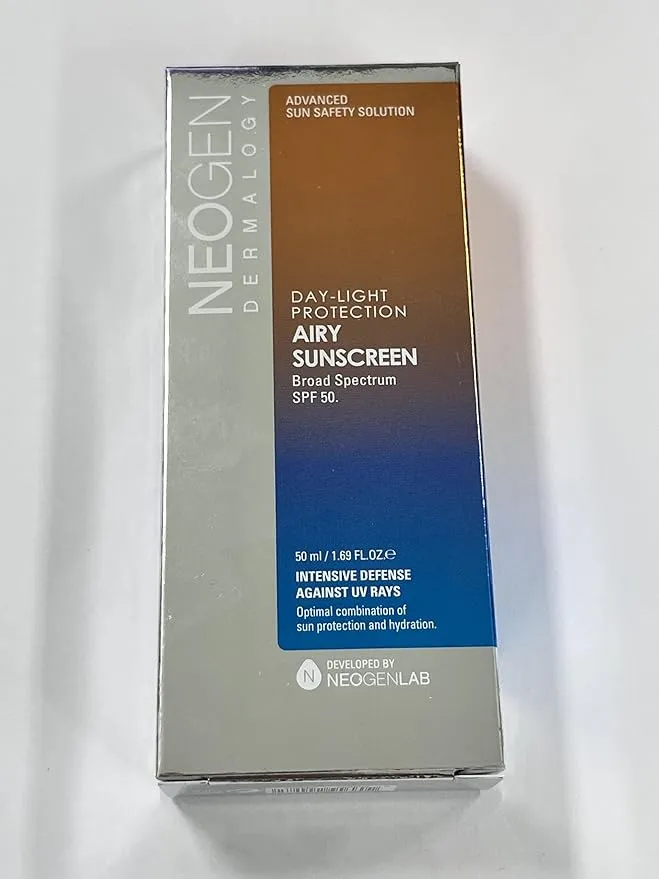 NEOGEN
DERMALOGY
ADVANCED
SUN SAFETY SOLUTION
DAY-LIGHT
PROTECTION
AIRY
SUNSCREEN
Broad Spectrum
SPF 50.
50 ml / 1.69 FL.OZ.℮
INTENSIVE DEFENSE
AGAINST UV RAYS
Optimal combination of
sun protection and hydration.
N
DEVELOPED BY
NEOGENLAB